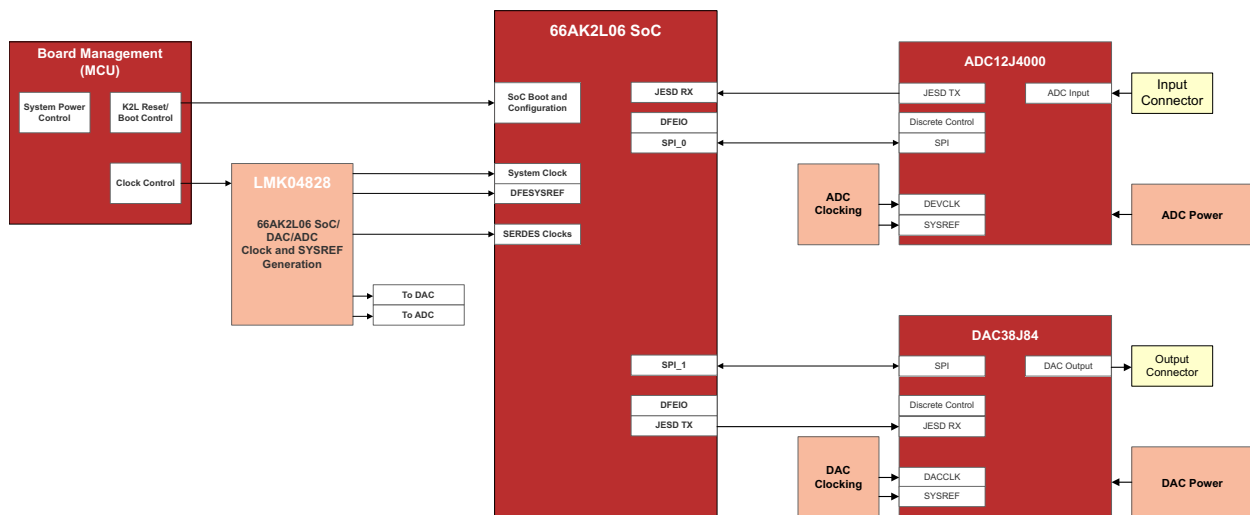 Board Management
(MCU)
System Power
Control
K2L Reset/
Boot Control
Clock Control
LMK04828
66AK2L06 SoC/
DAC/ADC
Clock and SYSREF
Generation
To DAC
To ADC
66AK2L06 SoC
SoC Boot and
Configuration
System Clock
DFESYSREF
SERDES Clocks
JESD RX
DFEIO
SPI_0
SPI_1
DFEIO
JESD TX
ADC12J4000
JESD TX
ADC Input
Discrete Control
SPI
DEVCLK
SYSREF
ADC
Clocking
Input
Connector
ADC Power
DAC38J84
SPI
DAC Output
Discrete Control
JESD RX
DACCLK
SYSREF
DAC
Clocking
Output
Connector
DAC Power